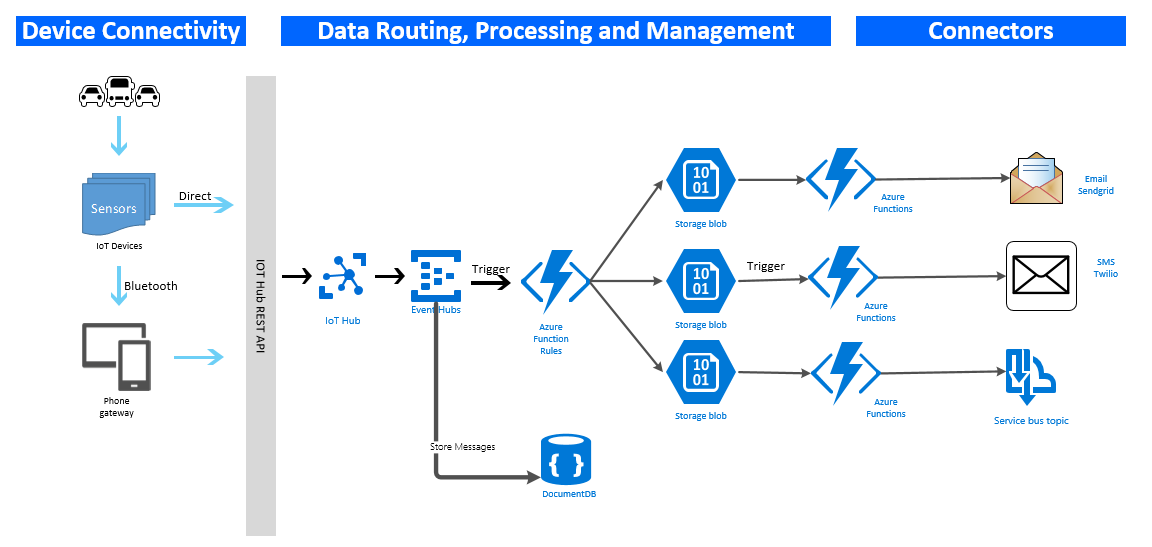 Device Connectivity
Data Routing, Processing and Management
Connectors
Sensors
IoT Devices
Direct
Bluetooth
Phone
gateway
IOT Hub REST API
IoT Hub
Event Hubs
Trigger
Azure
Function
Rules
Store Messages
{ }
DocumentDB
10
01
Storage blob
Azure
Functions
Email
Sendgrid
10
01
Storage blob
Trigger
Azure
Functions
SMS
Twilio
10
01
Storage blob
Azure
Functions
Service bus topic